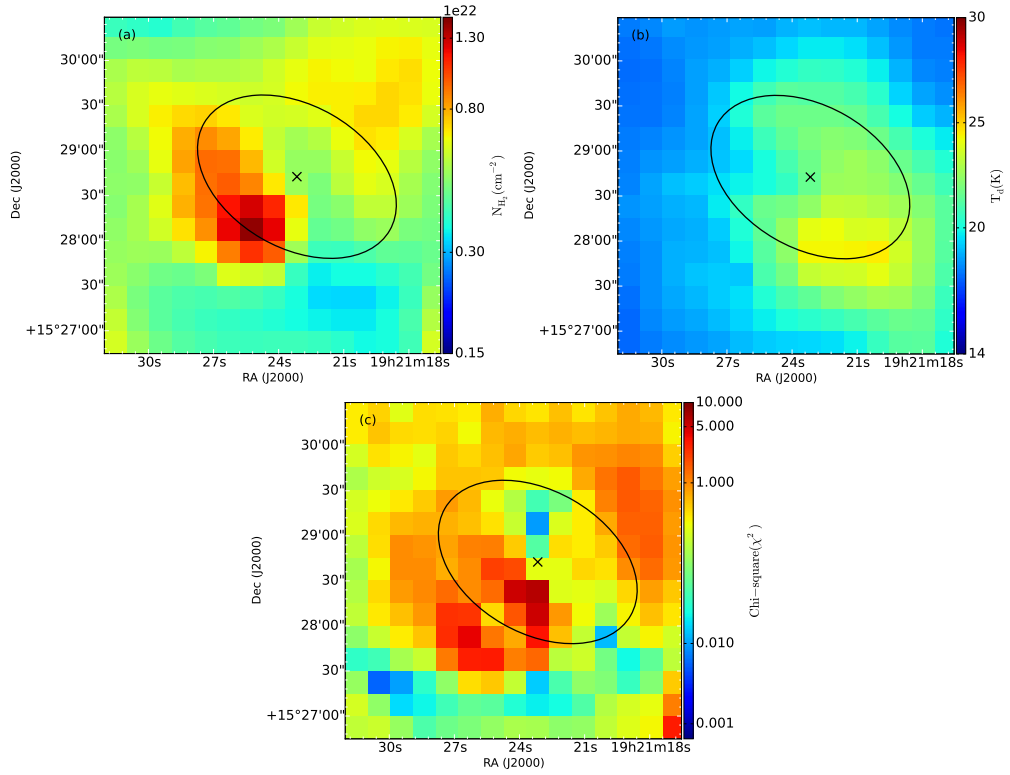 1e22
(a)
1.30
0.80
0.30
0.15
N_H₂(cm⁻²)
30'00"
30"
29'00"
30"
28'00"
30"
+15°27'00"
Dec (J2000)
30s 27s 24s 21s 19h21m18s
RA (J2000)
(b)
30
25
20
14
T_d(K)
30'00"
30"
29'00"
30"
28'00"
30"
+15°27'00"
Dec (J2000)
30s 27s 24s 21s 19h21m18s
RA (J2000)
(c)
10.000
5.000
1.000
0.010
0.001
Chi−square(χ²)
30'00"
30"
29'00"
30"
28'00"
30"
+15°27'00"
Dec (J2000)
30s 27s 24s 21s 19h21m18s
RA (J2000)